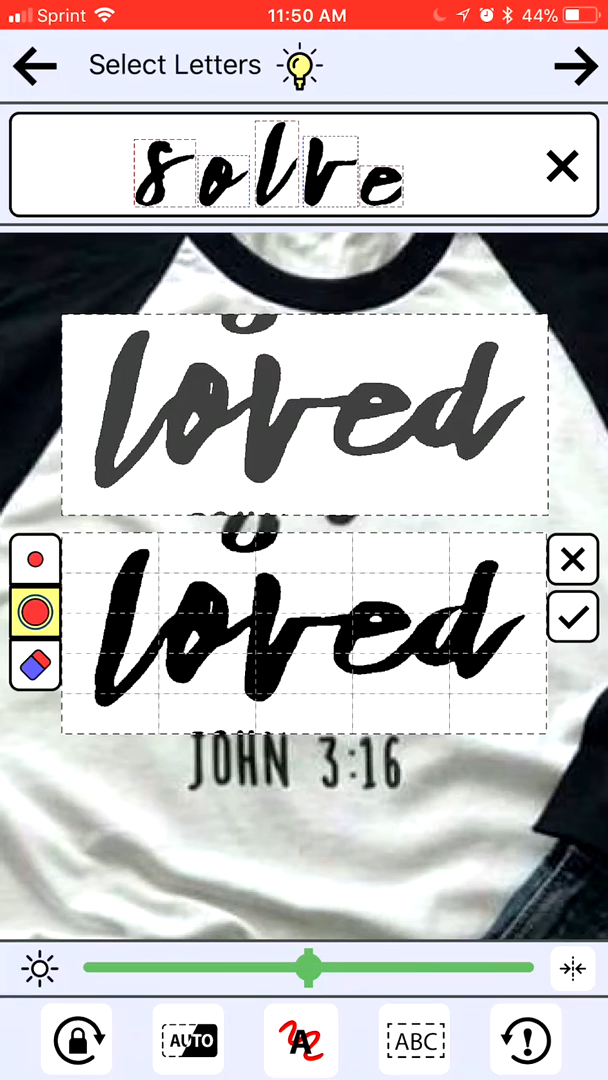 Sprint 11:50 AM 44%
Select Letters
solve
loved
loved
JOHN 3:16
AUTO A ABC